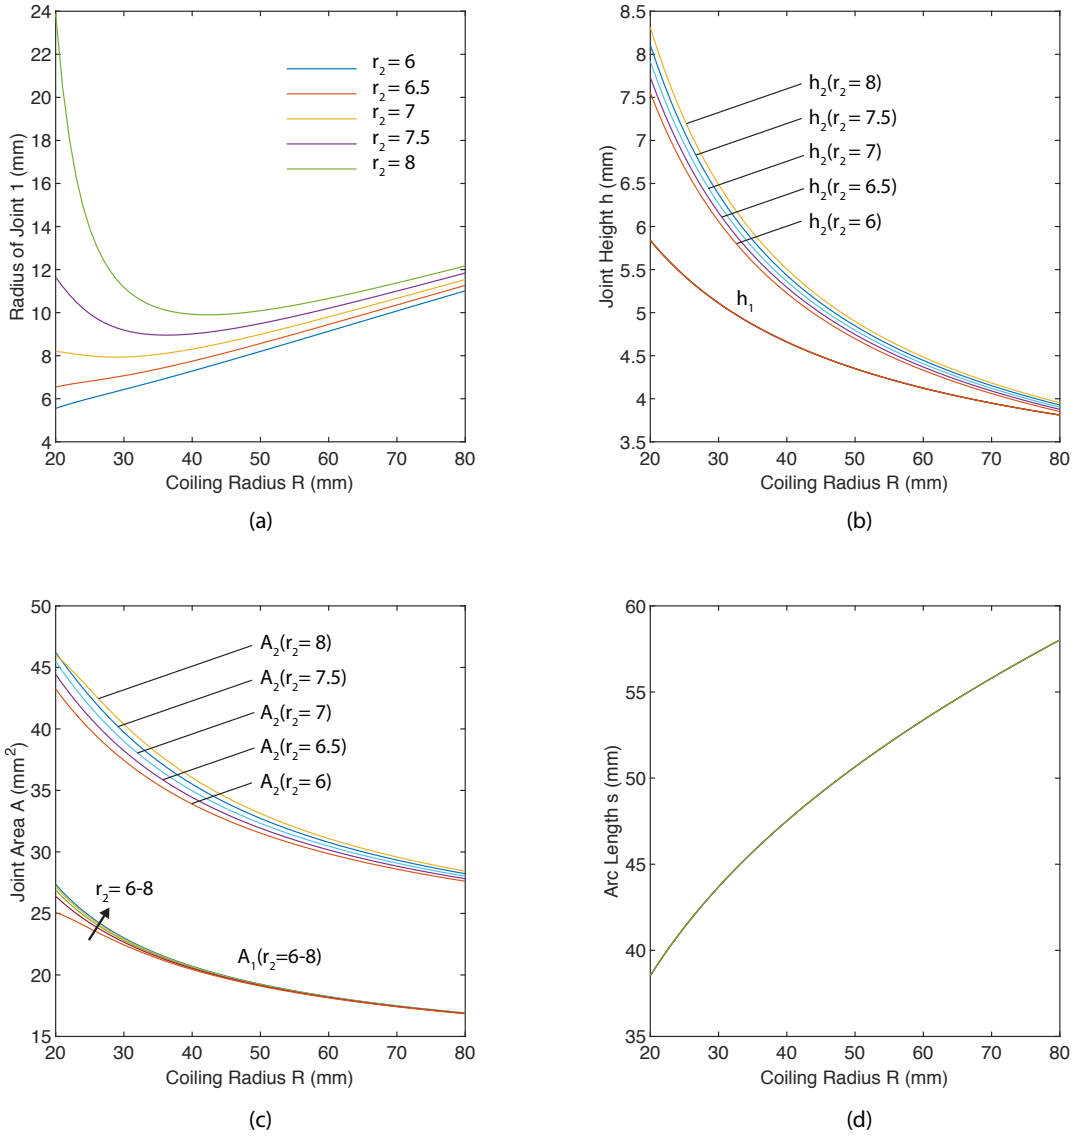 24
22
20
18
16
14
12
10
8
6
4
20 30 40 50 60 70 80
Radius of Joint 1 (mm)
Coiling Radius R (mm)
r2= 6
r2= 6.5
r2= 7
r2= 7.5
r2= 8
(a)
8.5
8
7.5
7
6.5
6
5.5
5
4.5
4
3.5
20 30 40 50 60 70 80
Joint Height h (mm)
Coiling Radius R (mm)
h2(r2= 8)
h2(r2= 7.5)
h2(r2= 7)
h2(r2= 6.5)
h2(r2= 6)
h1
(b)
50
45
40
35
30
25
20
15
20 30 40 50 60 70 80
Joint Area A (mm2)
Coiling Radius R (mm)
A2(r2= 8)
A2(r2= 7.5)
A2(r2= 7)
A2(r2= 6.5)
A2(r2= 6)
r2= 6-8
A1(r2=6-8)
(c)
60
55
50
45
40
35
20 30 40 50 60 70 80
Arc Length s (mm)
Coiling Radius R (mm)
(d)